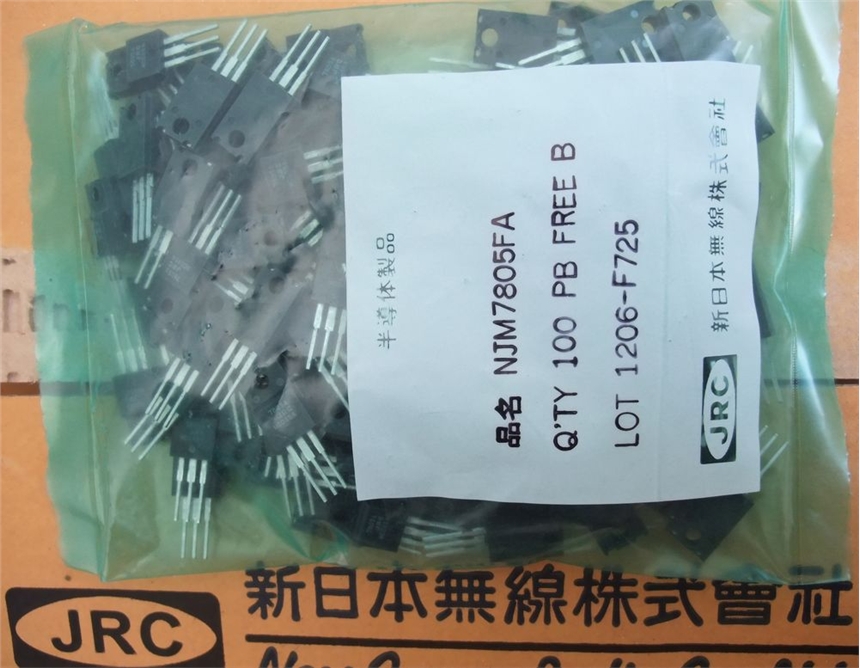 半導体製品
品名 NJM7805FA
Q'TY 100 PB FREE B
LOT 1206-F725
JRC 新日本無線株式會社
JRC 新日本無線株式會社